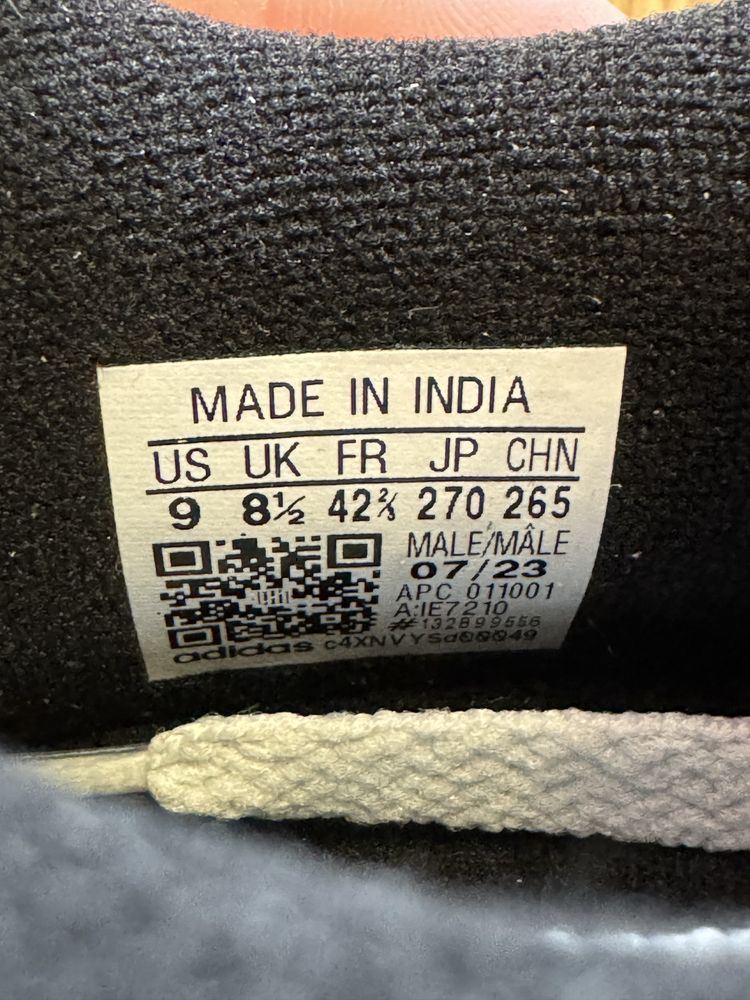 MADE IN INDIA
US UK FR JP CHN
9 8½ 42⅔ 270 265
MALE/MÂLE
07/23
APC 011001
A:IE7210
#132899556
adidas c4XNVYSd00049